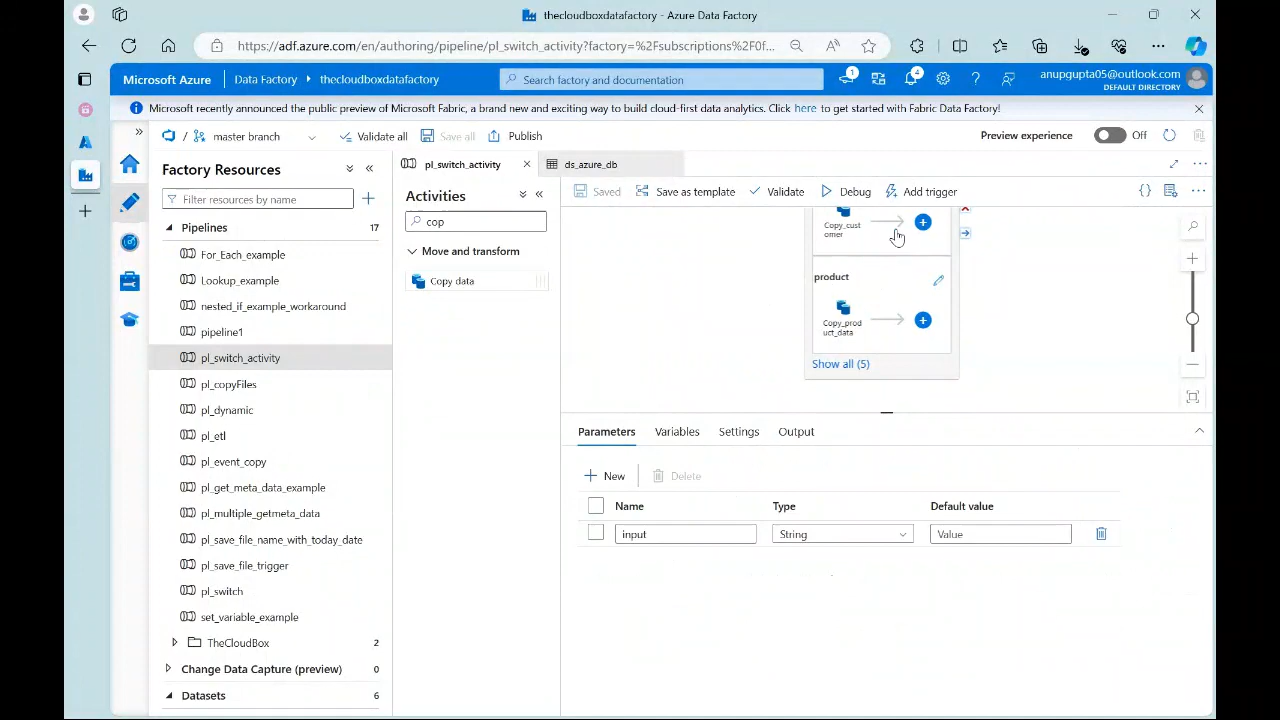 thecloudboxdatafactory - Azure Data Factory
https://adf.azure.com/en/authoring/pipeline/pl_switch_activity?factory=%2Fsubscriptions%2F0f...
Microsoft Azure
Data Factory
thecloudboxdatafactory
Search factory and documentation
1
4
anupgupta05@outlook.com
DEFAULT DIRECTORY
Microsoft recently announced the public preview of Microsoft Fabric, a brand new and exciting way to build cloud-first data analytics. Click here to get started with Fabric Data Factory!
/ master branch
Validate all
Save all
Publish
Preview experience
Off
Factory Resources
Filter resources by name
Pipelines
17
For_Each_example
Lookup_example
nested_if_example_workaround
pipeline1
pl_switch_activity
pl_copyFiles
pl_dynamic
pl_etl
pl_event_copy
pl_get_meta_data_example
pl_multiple_getmeta_data
pl_save_file_name_with_today_date
pl_save_file_trigger
pl_switch
set_variable_example
TheCloudBox
2
Change Data Capture (preview)
0
Datasets
6
pl_switch_activity
ds_azure_db
Activities
cop
Move and transform
Copy data
Saved
Save as template
Validate
Debug
Add trigger
Copy_cust
omer
product
Copy_prod
uct_data
Show all (5)
Parameters
Variables
Settings
Output
New
Delete
Name
Type
Default value
input
String
Value